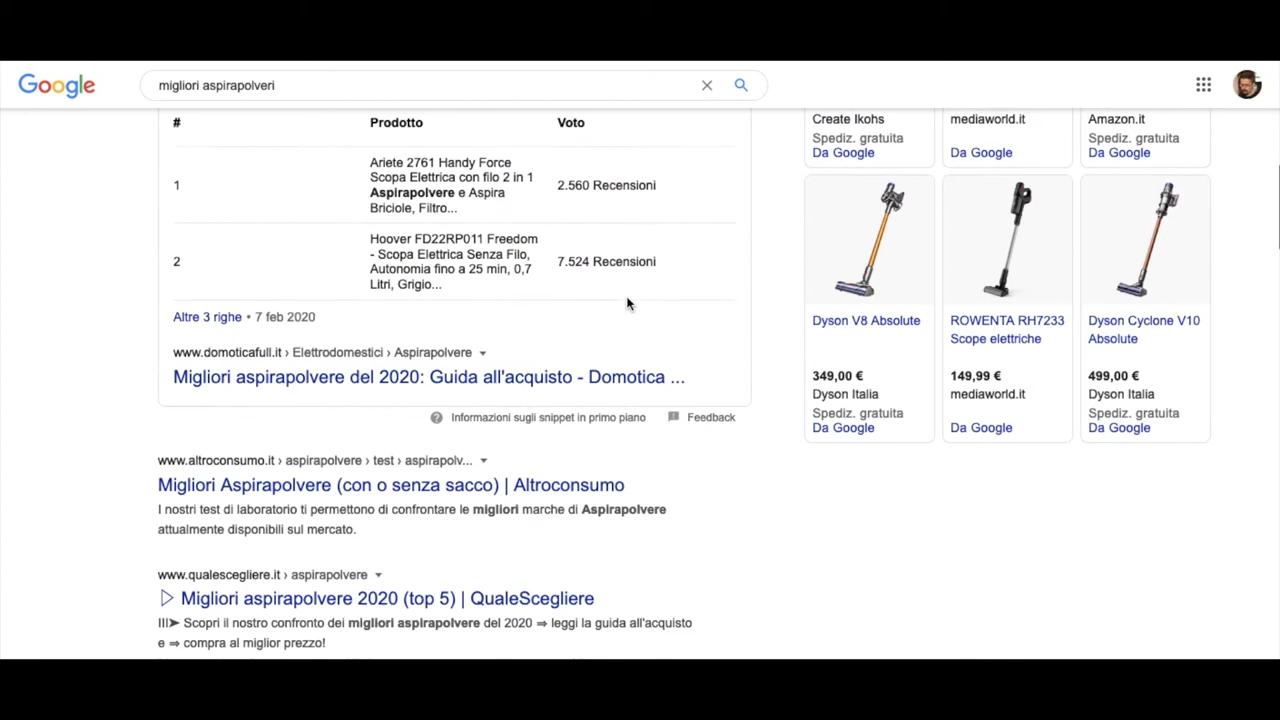 Google
migliori aspirapolveri
# Prodotto Voto
1
Ariete 2761 Handy Force
Scopa Elettrica con filo 2 in 1
Aspirapolvere e Aspira
Briciole, Filtro...
2.560 Recensioni
2
Hoover FD22RP011 Freedom
- Scopa Elettrica Senza Filo,
Autonomia fino a 25 min, 0,7
Litri, Grigio...
7.524 Recensioni
Altre 3 righe • 7 feb 2020
www.domoticafull.it › Elettrodomestici › Aspirapolvere
Migliori aspirapolvere del 2020: Guida all'acquisto - Domotica ...
Informazioni sugli snippet in primo piano Feedback
www.altroconsumo.it › aspirapolvere › test › aspirapolv...
Migliori Aspirapolvere (con o senza sacco) | Altroconsumo
I nostri test di laboratorio ti permettono di confrontare le migliori marche di Aspirapolvere
attualmente disponibili sul mercato.
www.qualescegliere.it › aspirapolvere
▷ Migliori aspirapolvere 2020 (top 5) | QualeScegliere
III➤ Scopri il nostro confronto dei migliori aspirapolvere del 2020 ⇒ leggi la guida all'acquisto
e ⇒ compra al miglior prezzo!
Create Ikohs
Spediz. gratuita
Da Google
mediaworld.it
Da Google
Amazon.it
Spediz. gratuita
Da Google
Dyson V8 Absolute
349,00 €
Dyson Italia
Spediz. gratuita
Da Google
ROWENTA RH7233
Scope elettriche
149,99 €
mediaworld.it
Da Google
Dyson Cyclone V10
Absolute
499,00 €
Dyson Italia
Spediz. gratuita
Da Google